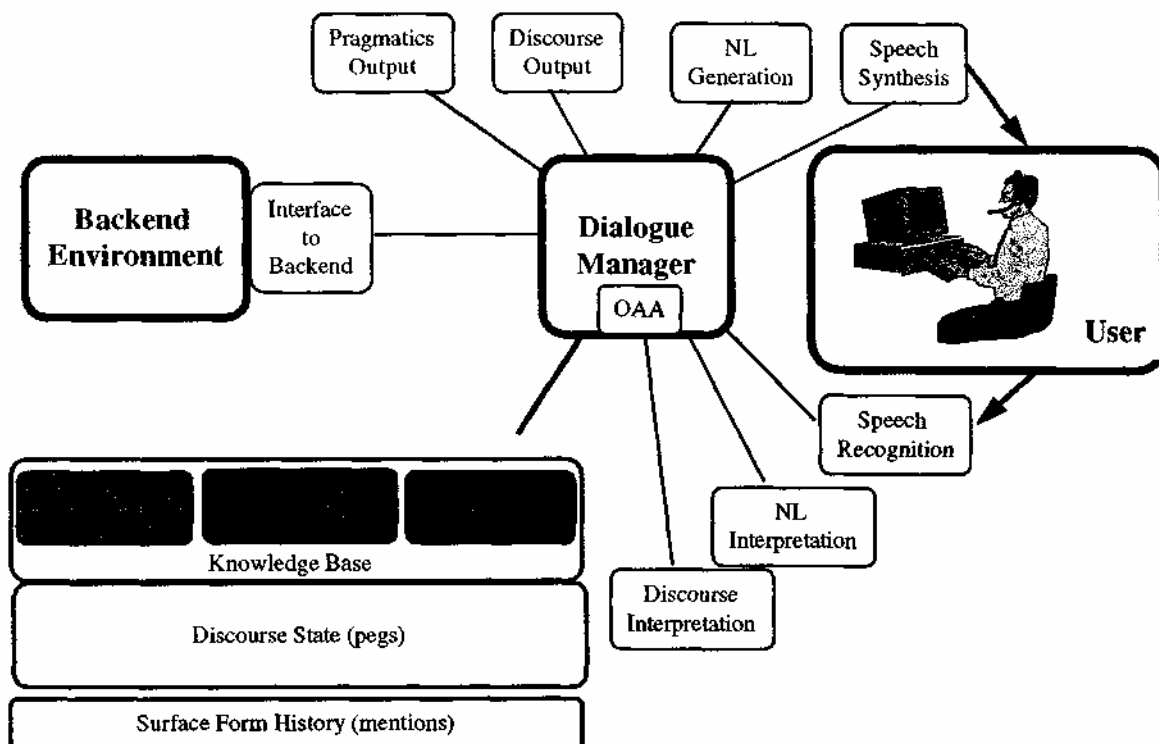 Pragmatics
Output
Discourse
Output
NL
Generation
Speech
Synthesis
Backend
Environment
Interface
to
Backend
Dialogue
Manager
OAA
User
Speech
Recognition
NL
Interpretation
Discourse
Interpretation
Knowledge Base
Discourse State (pegs)
Surface Form History (mentions)